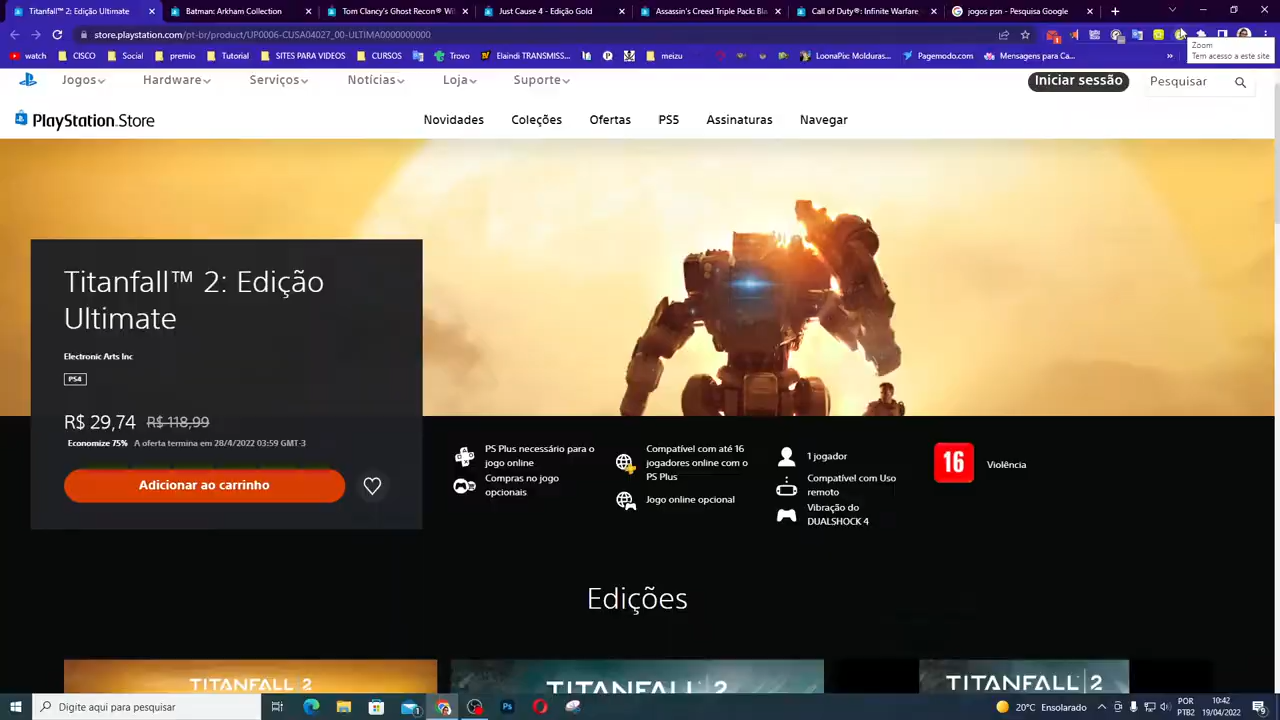 Titanfall™ 2: Edição Ultimate
Batman: Arkham Collection
Tom Clancy's Ghost Recon® Wi
Just Cause 4 - Edição Gold
Assassin's Creed Triple Pack: Bla
Call of Duty®: Infinite Warfare
jogos psn - Pesquisa Google
store.playstation.com/pt-br/product/UP0006-CUSA04027_00-ULTIMA0000000000
Zoom
Tem acesso a este site
watch
CISCO
Social
premio
Tutorial
SITES PARA VIDEOS
CURSOS
Trovo
Enviar TRANSMISS...
meizu
LoonaPix: Molduras...
Pagemodo.com
Mensagens para Ca...
»
Jogos
Hardware
Serviços
Notícias
Loja
Suporte
Iniciar sessão
Pesquisar
PlayStation.Store
Novidades
Coleções
Ofertas
PS5
Assinaturas
Navegar
Titanfall™ 2: Edição
Ultimate
Electronic Arts Inc
PS4
R$ 29,74 R$ 118,99
Economize 75% A oferta termina em 28/4/2022 03:59 GMT-3
Adicionar ao carrinho
PS Plus necessário para o
jogo online
Compras no jogo
opcionais
Compatível com até 16
jogadores online com o
PS Plus
Jogo online opcional
1 jogador
Compatível com Uso
remoto
Vibração do
DUALSHOCK 4
16
Violência
Edições
TITANFALL 2
TITANFALL 2
TITANFALL 2
Digite aqui para pesquisar
20°C Ensolarado
POR
PTB2
10:42
19/04/2022